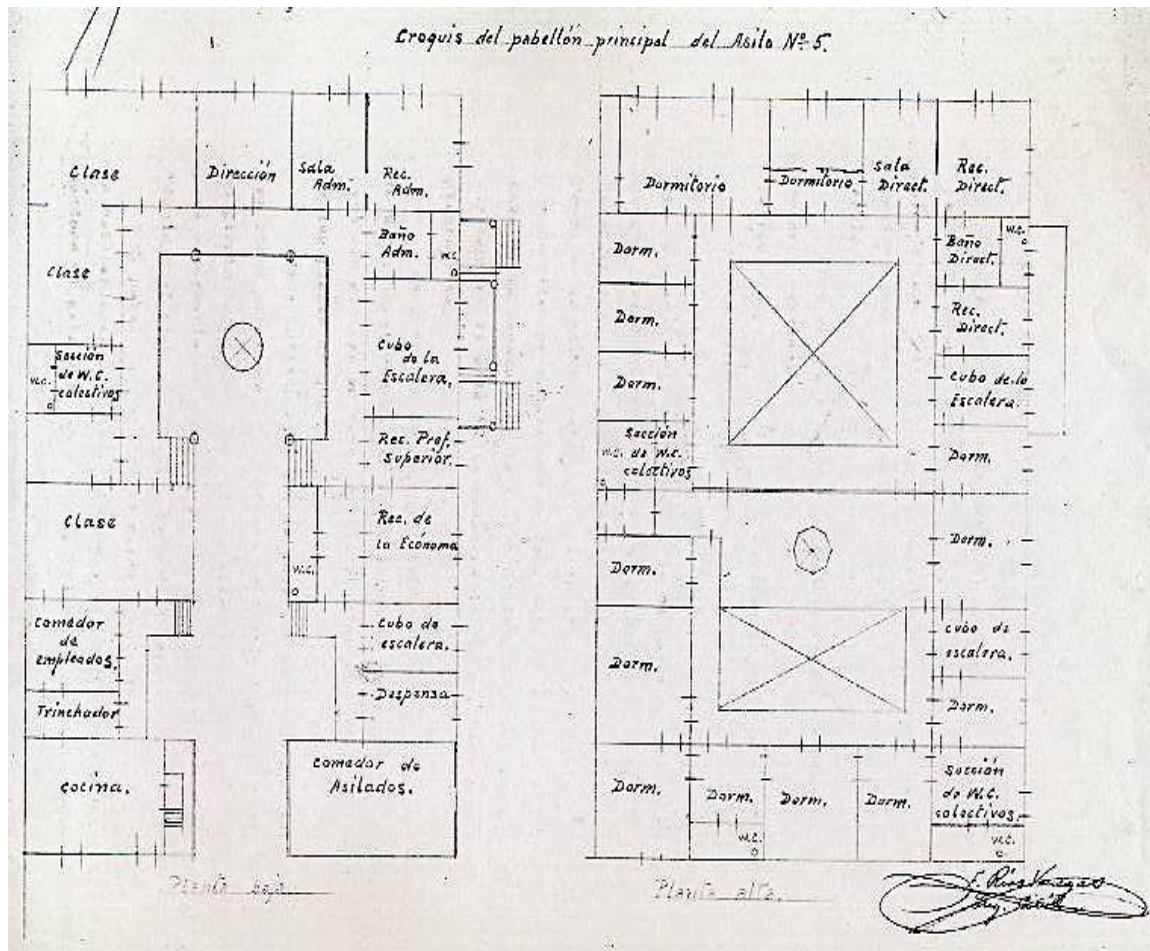 Croquis del pabellón principal del Asilo Nº 5.
Clase
Dirección
Sala
Adm.
Rec.
Adm.
Baño
Adm.
W.C.
Clase
Sección
de W.C.
colectivos
W.C.
Cubo
de la
Escalera.
Rec. Prof.
Superior.
Clase
W.C.
Rec. de
la Ecónoma
Comedor
de
empleados.
Cubo de
escalera.
Trinchador
Despensa
Cocina.
Comedor de
Asilados.
Planta baja.
Dormitorio
Dormitorio
Sala
Direct.
Rec.
Direct.
Dorm.
Baño
Direct.
W.C.
Dorm.
Rec.
Direct.
Dorm.
Cubo de la
Escalera.
Sección
W.C. de W.C.
colectivos
Dorm.
Dorm.
Dorm.
Dorm.
Cubo de
escalera.
Dorm.
Dorm.
Dorm.
W.C.
Dorm.
Dorm.
Sección
de W.C.
colectivos.
W.C.
Planta alta.